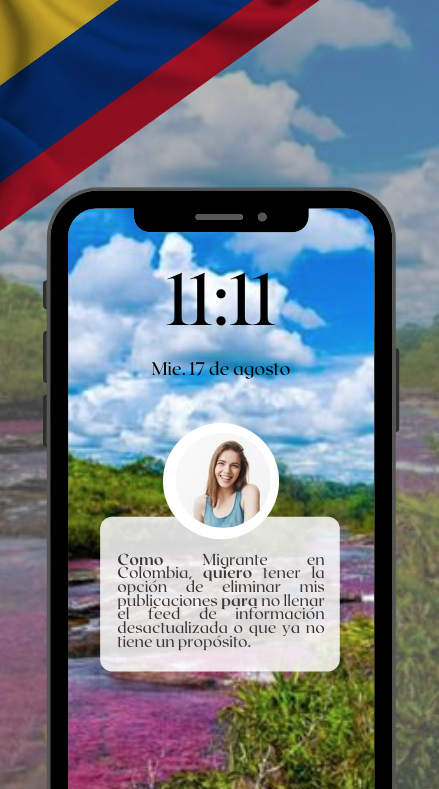 11:11
Mie. 17 de agosto
Como Migrante en
Colombia, quiero tener la
opción de eliminar mis
publicaciones para no llenar
el feed de información
desactualizada o que ya no
tiene un propósito.